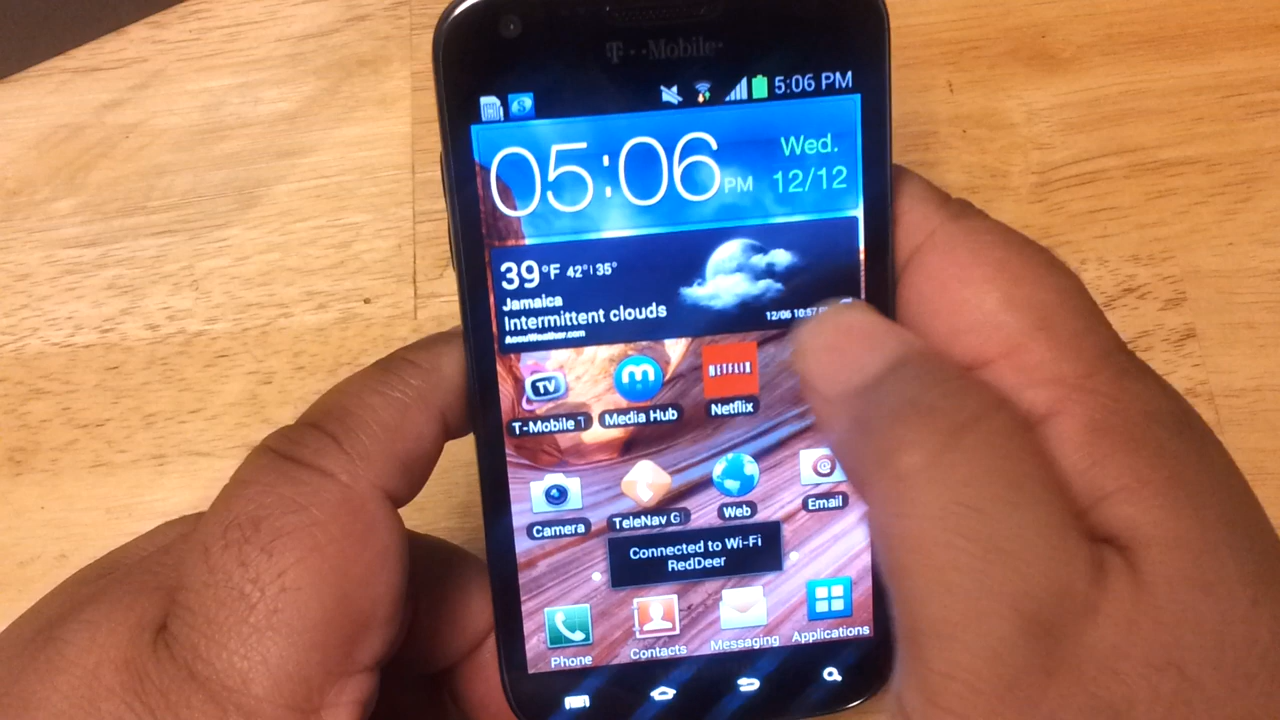 T-Mobile
5:06 PM
05:06 PM
Wed.
12/12
39°F 42°|35°
Jamaica
Intermittent clouds
AccuWeather.com
12/06 10:57
TV
m
NETFLIX
T-Mobile T
Media Hub
Netflix
Camera
TeleNav G
Web
@
Email
Connected to Wi-Fi
RedDeer
Phone
Contacts
Messaging
Applications